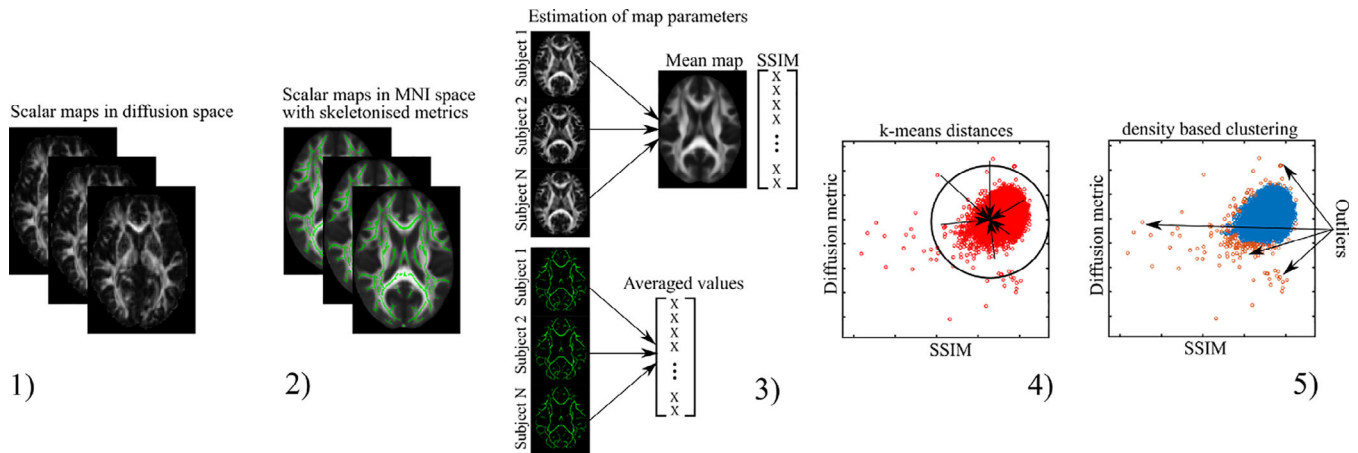 Scalar maps in diffusion space
1)
Scalar maps in MNI space
with skeletonised metrics
2)
Estimation of map parameters
Subject 1
Subject 2
Subject N
Mean map
SSIM
X
X
X
X
...
X
X
Subject 1
Subject 2
Subject N
Averaged values
X
X
X
X
...
X
X
3)
k-means distances
Diffusion metric
SSIM
4)
density based clustering
Diffusion metric
SSIM
Outliers
5)